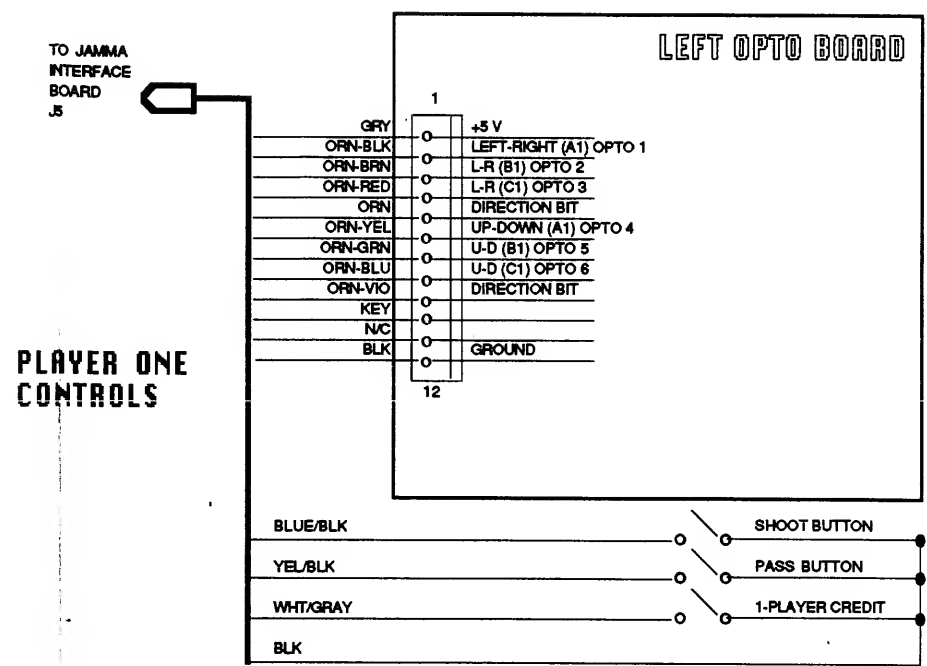 TO JAMMA
INTERFACE
BOARD
J5
LEFT OPTO BOARD
1
GRY +5 V
ORN-BLK LEFT-RIGHT (A1) OPTO 1
ORN-BRN L-R (B1) OPTO 2
ORN-RED L-R (C1) OPTO 3
ORN DIRECTION BIT
ORN-YEL UP-DOWN (A1) OPTO 4
ORN-GRN U-D (B1) OPTO 5
ORN-BLU U-D (C1) OPTO 6
ORN-VIO DIRECTION BIT
KEY
N/C
BLK GROUND
12
PLAYER ONE
CONTROLS
BLUE/BLK SHOOT BUTTON
YEL/BLK PASS BUTTON
WHT/GRAY 1-PLAYER CREDIT
BLK